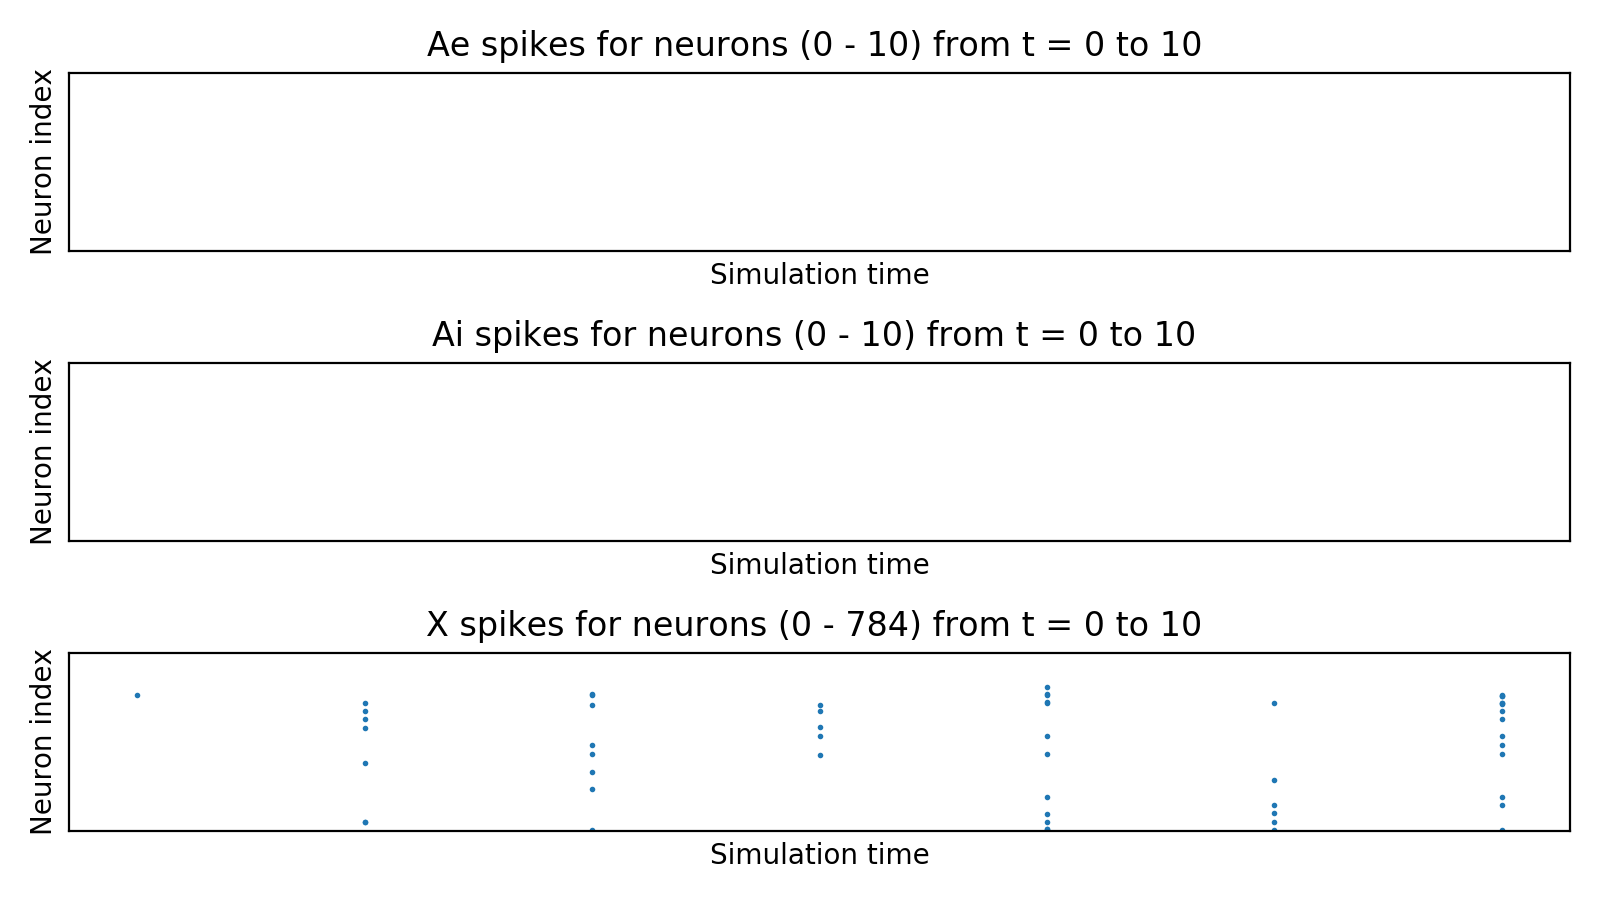 Ae spikes for neurons (0 - 10) from t = 0 to 10
Neuron index
Simulation time
Ai spikes for neurons (0 - 10) from t = 0 to 10
Neuron index
Simulation time
X spikes for neurons (0 - 784) from t = 0 to 10
Neuron index
Simulation time